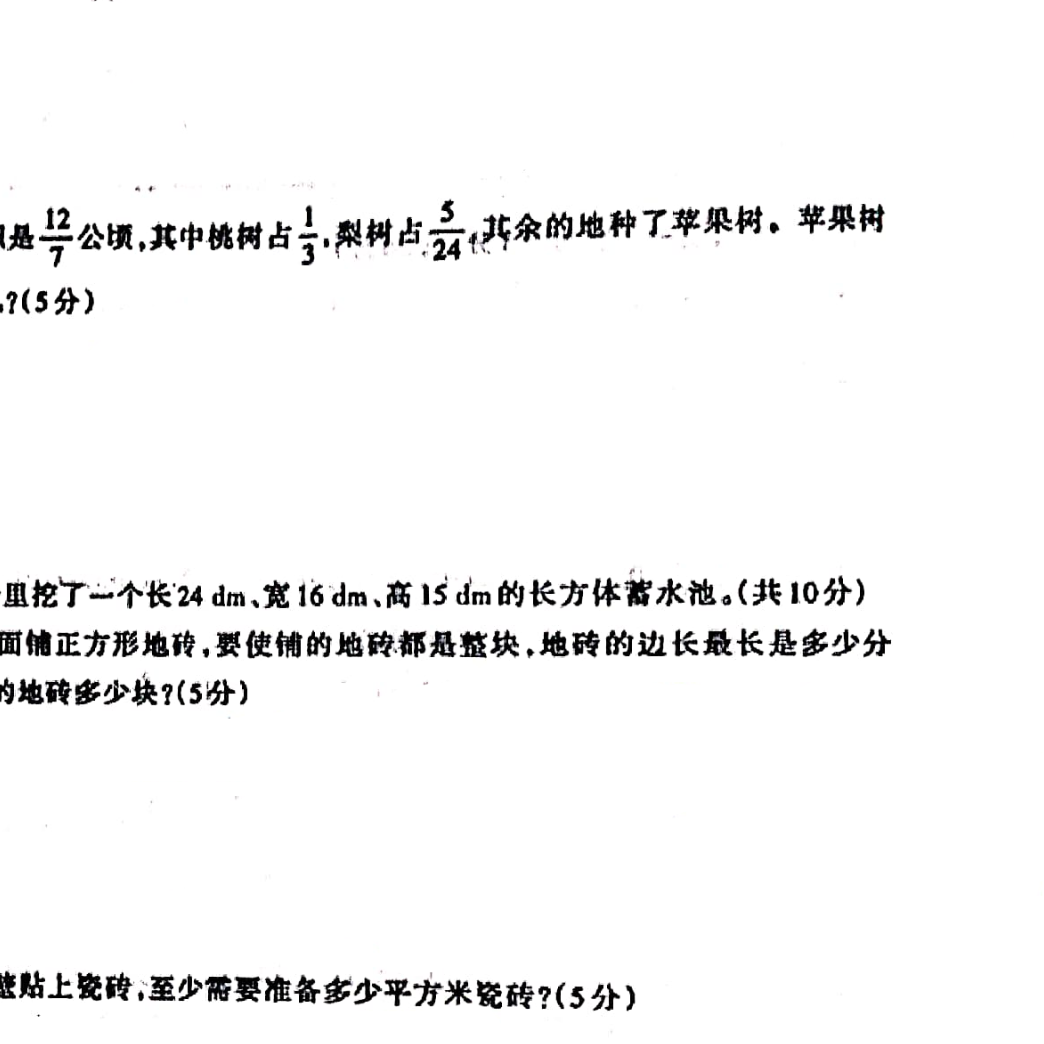 是12/7公顷,其中桃树占1/3,梨树占5/24,其余的地种了苹果树。苹果树
?(5分)
里挖了一个长24 dm、宽16 dm、高15 dm的长方体蓄水池。(共10分)
面铺正方形地砖,要使铺的地砖都是整块,地砖的边长最长是多少分
的地砖多少块?(5分)
贴上瓷砖,至少需要准备多少平方米瓷砖?(5分)